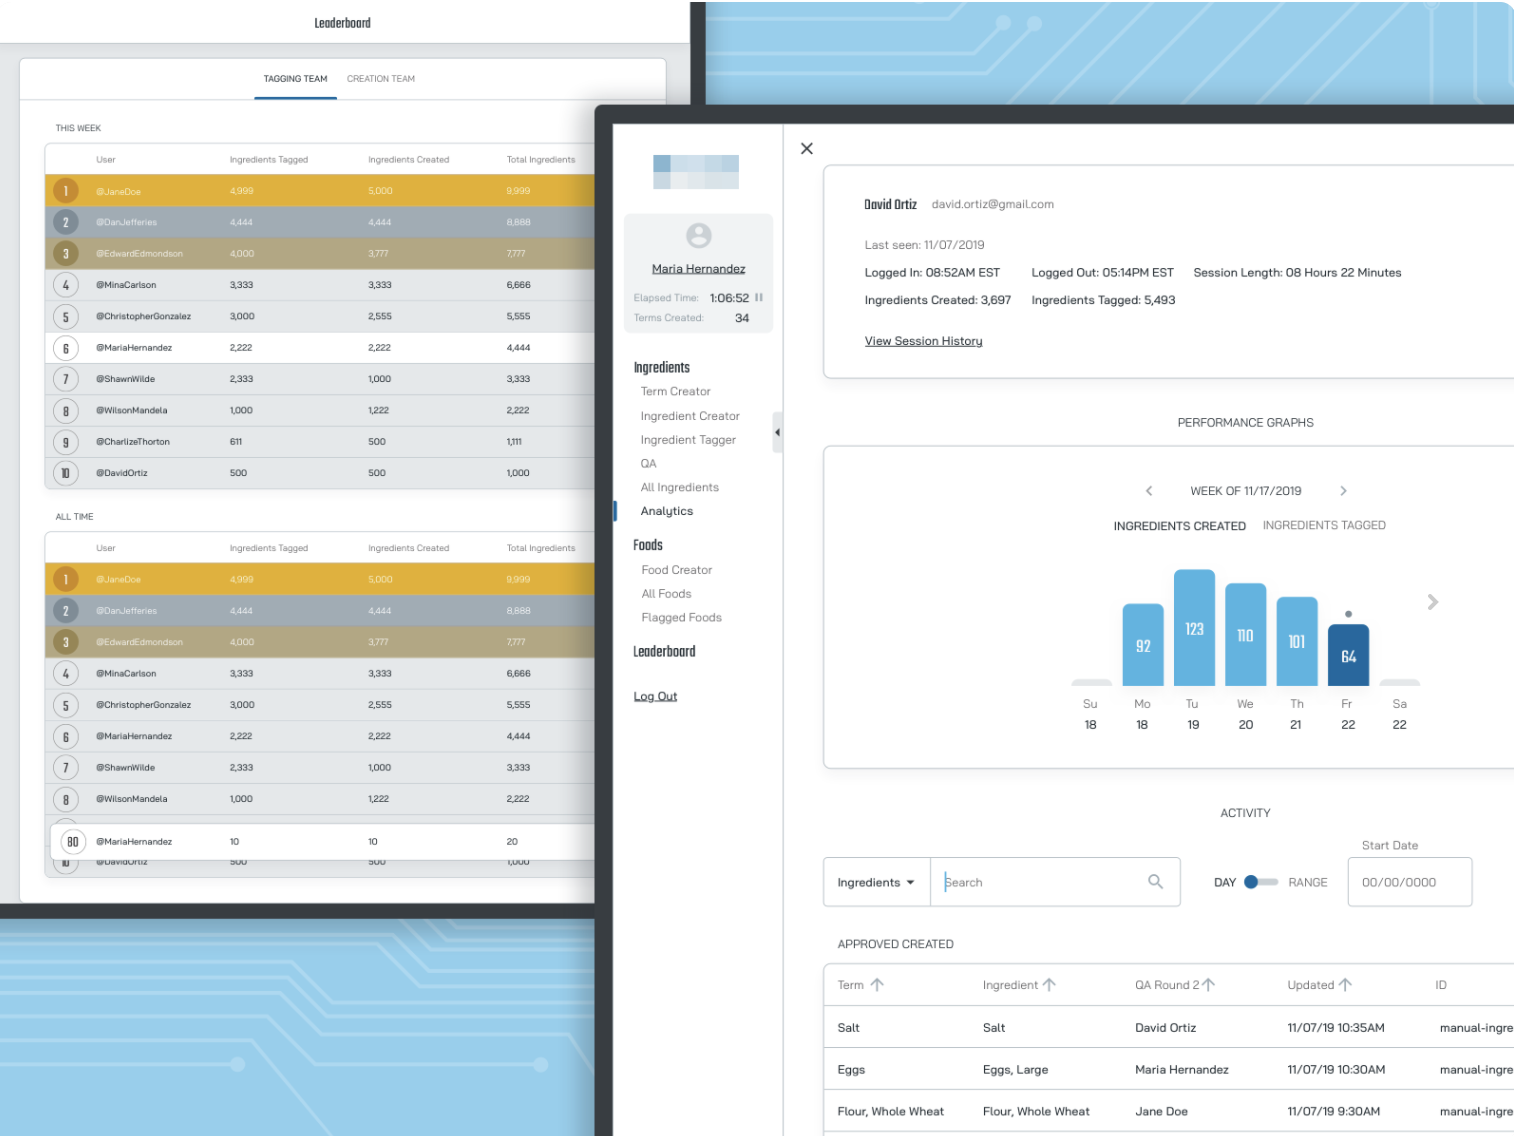 Leaderboard
TAGGING TEAM CREATION TEAM
THIS WEEK
User Ingredients Tagged Ingredients Created Total Ingredients
1 @JaneDoe 4,999 5,000 9,999
2 @DanJefferies 4,444 4,444 8,888
3 @EdwardEdmondson 4,000 3,777 7,777
4 @MinaCarlson 3,333 3,333 6,666
5 @ChristopherGonzalez 3,000 2,555 5,555
6 @MariaHernandez 2,222 2,222 4,444
7 @ShawnWilde 2,333 1,000 3,333
8 @WilsonMandela 1,000 1,222 2,222
9 @CharlizeThorton 611 500 1,111
10 @DavidOrtiz 500 500 1,000
ALL TIME
User Ingredients Tagged Ingredients Created Total Ingredients
1 @JaneDoe 4,999 5,000 9,999
2 @DanJefferies 4,444 4,444 8,888
3 @EdwardEdmondson 4,000 3,777 7,777
4 @MinaCarlson 3,333 3,333 6,666
5 @ChristopherGonzalez 3,000 2,555 5,555
6 @MariaHernandez 2,222 2,222 4,444
7 @ShawnWilde 2,333 1,000 3,333
8 @WilsonMandela 1,000 1,222 2,222
80 @MariaHernandez 10 10 20
10 @DavidOrtiz 500 500 1,000
Maria Hernandez
Elapsed Time: 1:06:52
Terms Created: 34
Ingredients
Term Creator
Ingredient Creator
Ingredient Tagger
QA
All Ingredients
Analytics
Foods
Food Creator
All Foods
Flagged Foods
Leaderboard
Log Out
David Ortiz david.ortiz@gmail.com
Last seen: 11/07/2019
Logged In: 08:52AM EST Logged Out: 05:14PM EST Session Length: 08 Hours 22 Minutes
Ingredients Created: 3,697 Ingredients Tagged: 5,493
View Session History
PERFORMANCE GRAPHS
WEEK OF 11/17/2019
INGREDIENTS CREATED INGREDIENTS TAGGED
92 123 110 101 64
Su Mo Tu We Th Fr Sa
18 18 19 20 21 22 22
ACTIVITY
Start Date
Ingredients Search DAY RANGE 00/00/0000
APPROVED CREATED
Term Ingredient QA Round 2 Updated ID
Salt Salt David Ortiz 11/07/19 10:35AM manual-ingre
Eggs Eggs, Large Maria Hernandez 11/07/19 10:30AM manual-ingre
Flour, Whole Wheat Flour, Whole Wheat Jane Doe 11/07/19 9:30AM manual-ingre